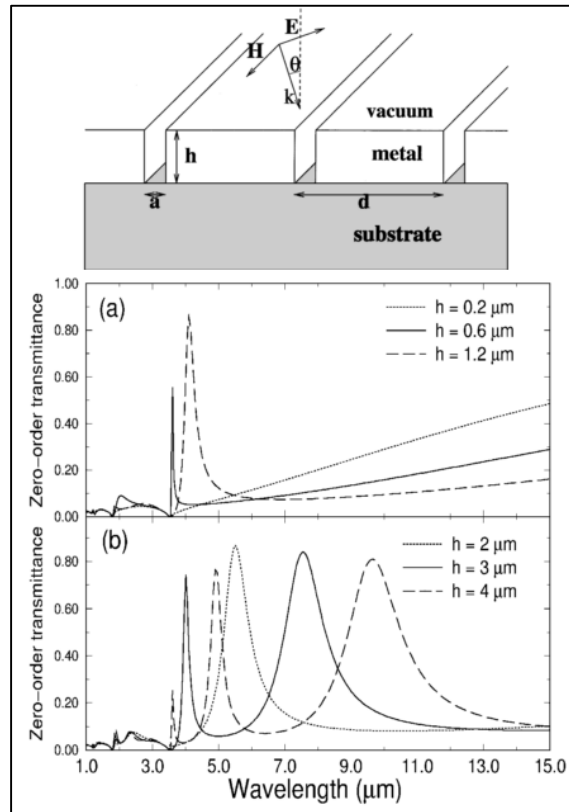 E
H
θ
k
vacuum
h
metal
a
d
substrate
(a)
h = 0.2 μm
h = 0.6 μm
h = 1.2 μm
Zero−order transmittance
1.00
0.80
0.60
0.40
0.20
0.00
(b)
h = 2 μm
h = 3 μm
h = 4 μm
Zero−order transmittance
0.80
0.60
0.40
0.20
0.00
1.0 3.0 5.0 7.0 9.0 11.0 13.0 15.0
Wavelength (μm)